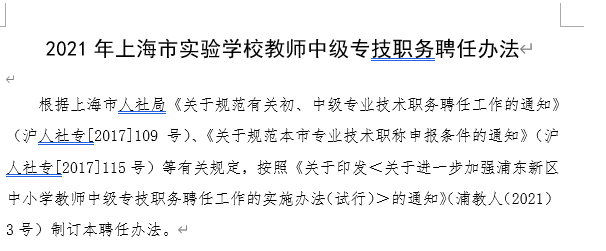 2021 年上海市实验学校教师中级专技职务聘任办法
根据上海市人社局《关于规范有关初、中级专业技术职务聘任工作的通知》
（沪人社专[2017]109 号）、《关于规范本市专业技术职称申报条件的通知》（沪
人社专[2017]115 号）等有关规定，按照《关于印发＜关于进一步加强浦东新区
中小学教师中级专技职务聘任工作的实施办法（试行）＞的通知》（浦教人（2021）
3 号）制订本聘任办法。